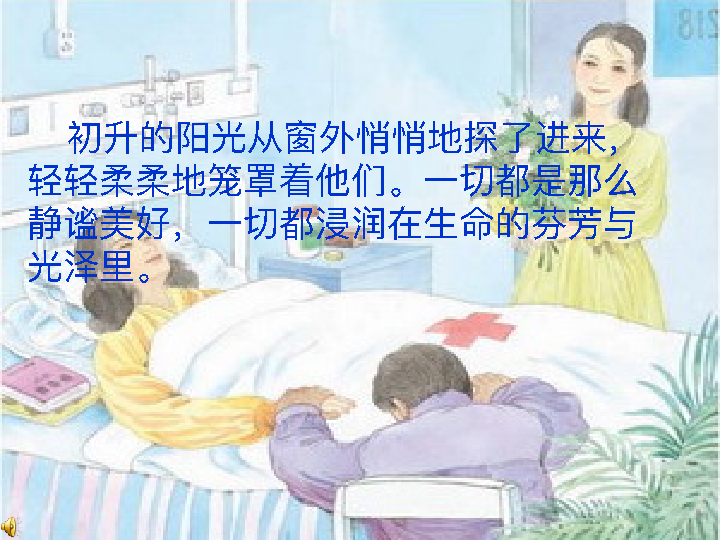 218
初升的阳光从窗外悄悄地探了进来，
轻轻柔柔地笼罩着他们。一切都是那么
静谧美好，一切都浸润在生命的芬芳与
光泽里。